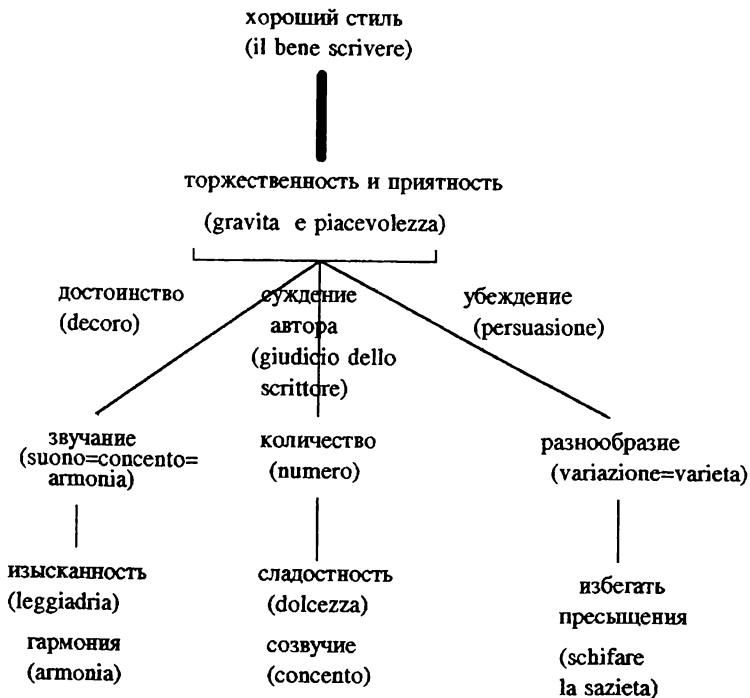 хороший стиль
(il bene scrivere)
торжественность и приятность
(gravita e piacevolezza)
достоинство
(decoro)
суждение
автора
(giudicio dello
scrittore)
убеждение
(persuasione)
звучание
(suono=concento=
armonia)
количество
(numero)
разнообразие
(variazione=varieta)
изысканность
(leggiadria)
гармония
(armonia)
сладостность
(dolcezza)
созвучие
(concento)
избегать
пресыщения
(schifare
la sazieta)